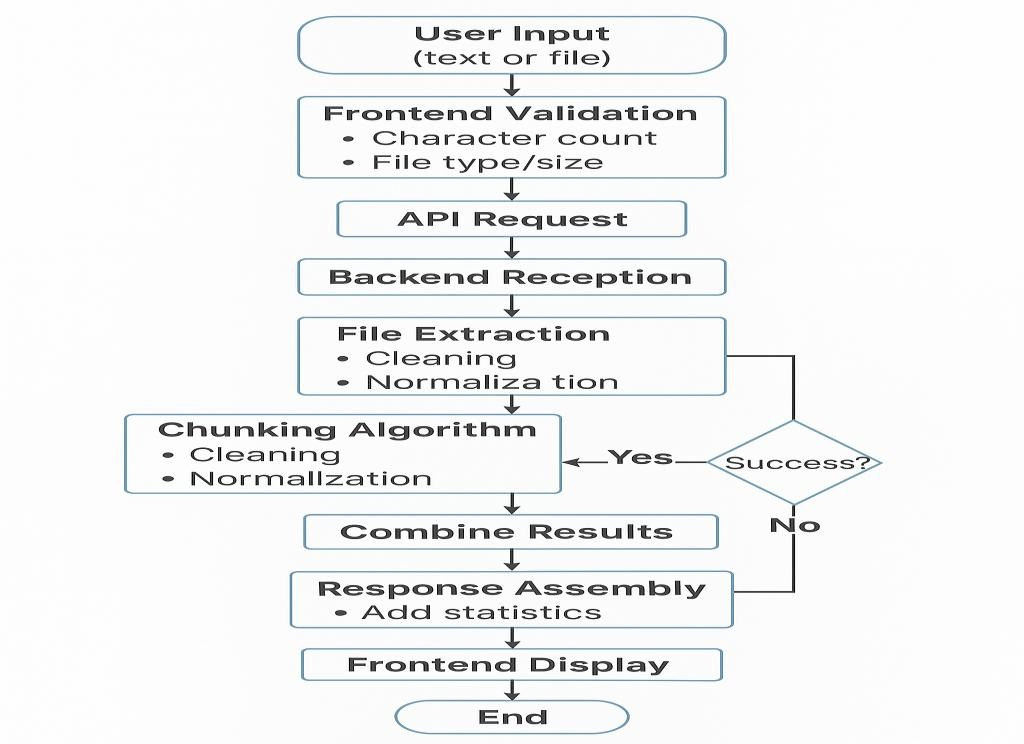 User Input
(text or file)
Frontend Validation
• Character count
• File type/size
API Request
Backend Reception
File Extraction
• Cleaning
• Normaliza tion
Chunking Algorithm
• Cleaning
• Normallzation
Yes
Success?
No
Combine Results
Response Assembly
• Add statistics
Frontend Display
End